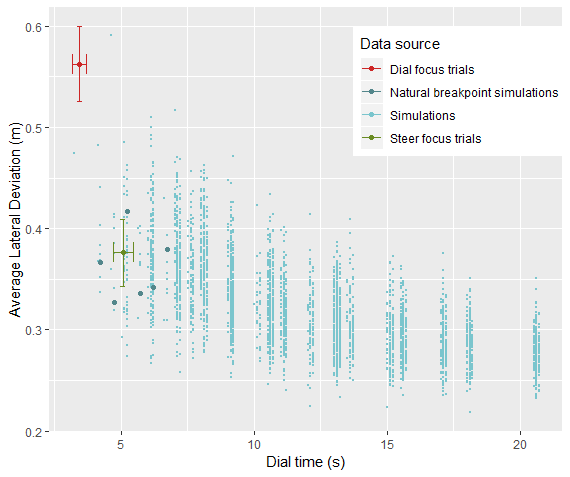 Data source
Dial focus trials
Natural breakpoint simulations
Simulations
Steer focus trials
Average Lateral Deviation (m)
0.6
0.5
0.4
0.3
0.2
5
10
15
20
Dial time (s)